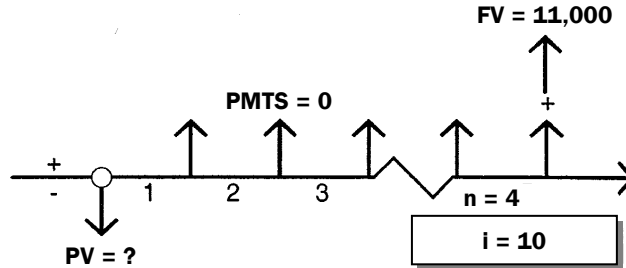 FV = 11,000
PMTS = 0
+
+
-
1
2
3
n = 4
PV = ?
i = 10